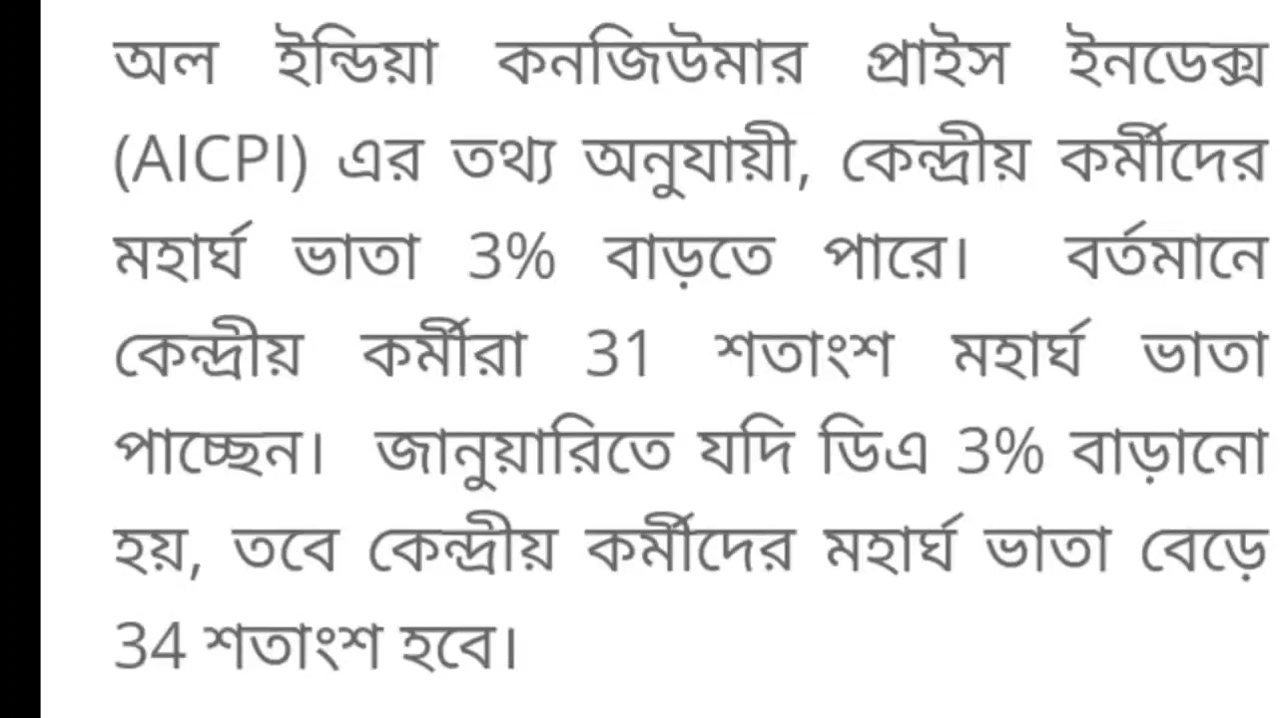 অল ইন্ডিয়া কনজিউমার প্রাইস ইনডেক্স
(AICPI) এর তথ্য অনুযায়ী, কেন্দ্রীয় কর্মীদের
মহার্ঘ ভাতা 3% বাড়তে পারে। বর্তমানে
কেন্দ্রীয় কর্মীরা 31 শতাংশ মহার্ঘ ভাতা
পাচ্ছেন। জানুয়ারিতে যদি ডিএ 3% বাড়ানো
হয়, তবে কেন্দ্রীয় কর্মীদের মহার্ঘ ভাতা বেড়ে
34 শতাংশ হবে।